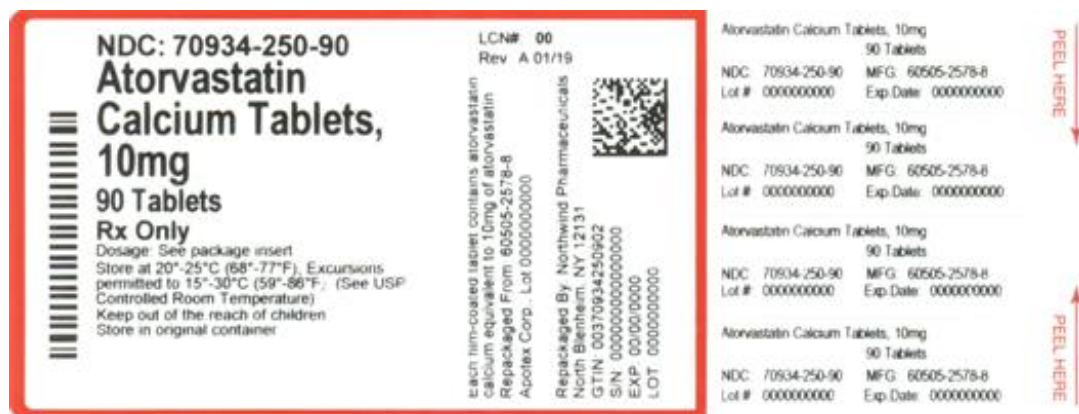 NDC: 70934-250-90
Atorvastatin
Calcium Tablets,
10mg
90 Tablets
Rx Only
Dosage: See package insert
Store at 20°-25°C (68°-77°F), Excursions
permitted to 15°-30°C (59°-86°F; (See USP
Controlled Room Temperature)
Keep out of the reach of children
Store in original container
LCN# 00
Rev A 01/19
Each film-coated tablet contains atorvastatin
calcium equivalent to 10mg of atorvastatin
Repackaged From 60505-2578-8
Apotex Corp., Lot 0000000000
Repackaged By Northwind Pharmaceuticals
North Blenheim, NY 12131
GTIN: 00370934250902
S/N
EXP 00/00/0000
LOT 0000000000
Atorvastatin Calcium Tablets, 10mg
90 Tablets
NDC 70934-250-90 MFG: 60505-2578-8
Lot # 0000000000 Exp.Date: 0000000000
Atorvastatin Calcium Tablets, 10mg
90 Tablets
NDC 70934-250-90 MFG: 60505-2578-8
Lot # 0000000000 Exp.Date: 0000000000
Atorvastatin Calcium Tablets, 10mg
90 Tablets
NDC 70934-250-90 MFG: 60505-2578-8
Lot # 0000000000 Exp.Date: 0000000000
Atorvastatin Calcium Tablets, 10mg
90 Tablets
NDC 70934-250-90 MFG: 60505-2578-8
Lot # 0000000000 Exp.Date: 0000000000
PEEL HERE
PEEL HERE